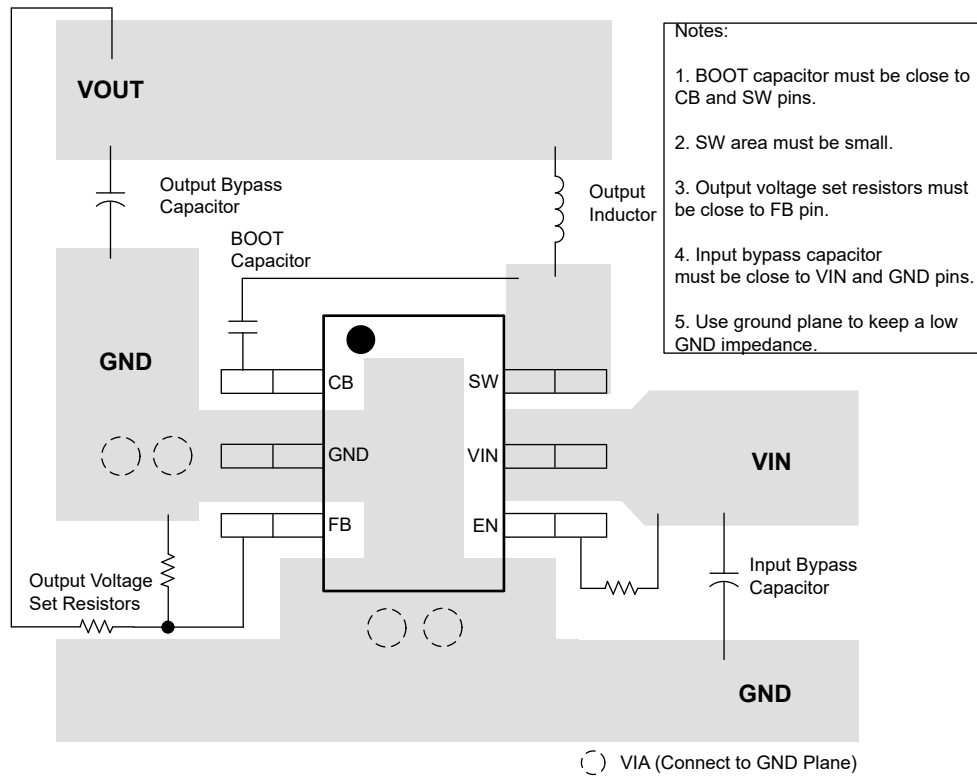 VOUT
Notes:
1. BOOT capacitor must be close to
CB and SW pins.
2. SW area must be small.
3. Output voltage set resistors must
be close to FB pin.
4. Input bypass capacitor
must be close to VIN and GND pins.
5. Use ground plane to keep a low
GND impedance.
Output Bypass
Capacitor
Output
Inductor
BOOT
Capacitor
GND
CB
SW
GND
VIN
VIN
FB
EN
Output Voltage
Set Resistors
Input Bypass
Capacitor
GND
VIA (Connect to GND Plane)